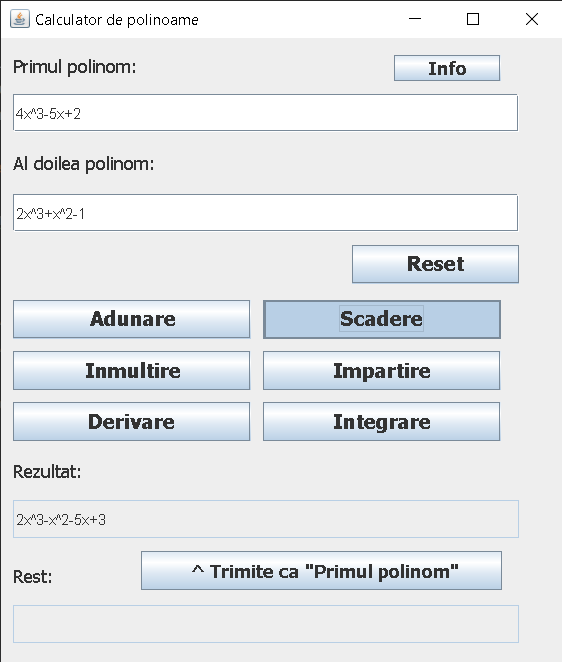 Calculator de polinoame
Primul polinom:
Info
4x^3-5x+2
Al doilea polinom:
2x^3+x^2-1
Reset
Adunare
Scadere
Inmultire
Impartire
Derivare
Integrare
Rezultat:
2x^3-x^2-5x+3
Rest:
^ Trimite ca "Primul polinom"